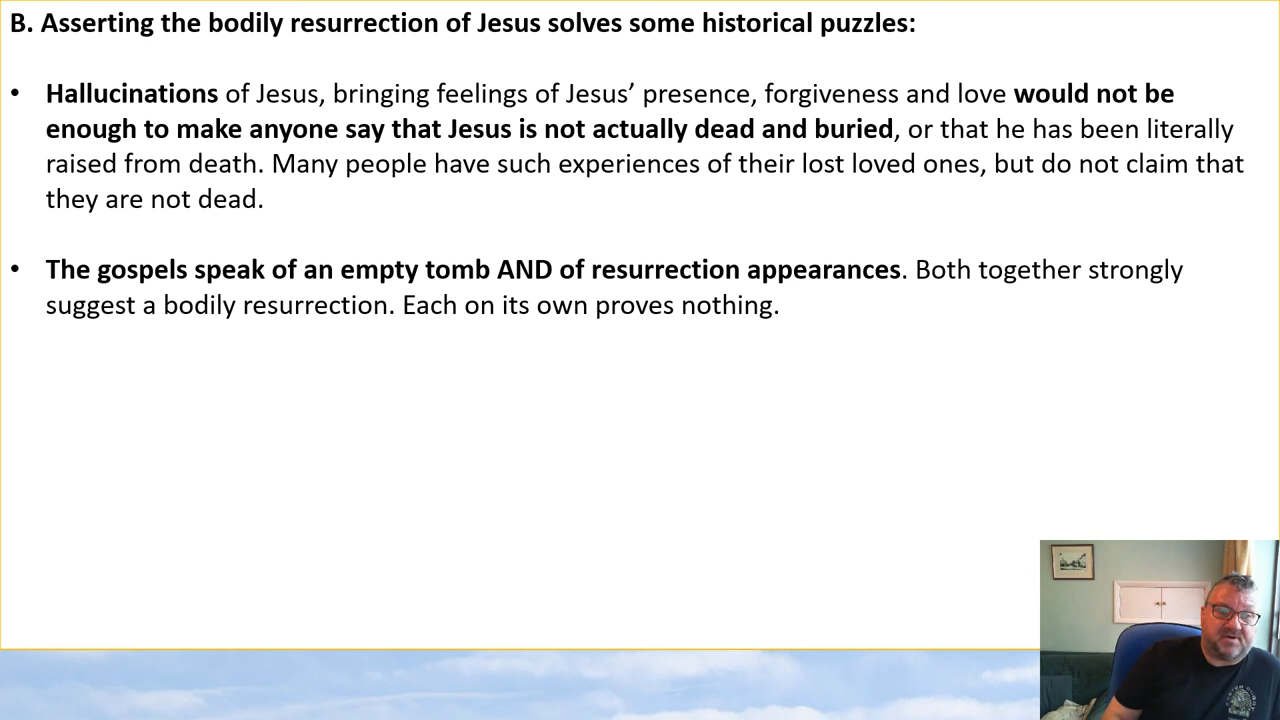 B. Asserting the bodily resurrection of Jesus solves some historical puzzles:
• Hallucinations of Jesus, bringing feelings of Jesus’ presence, forgiveness and love would not be
enough to make anyone say that Jesus is not actually dead and buried, or that he has been literally
raised from death. Many people have such experiences of their lost loved ones, but do not claim that
they are not dead.
• The gospels speak of an empty tomb AND of resurrection appearances. Both together strongly
suggest a bodily resurrection. Each on its own proves nothing.